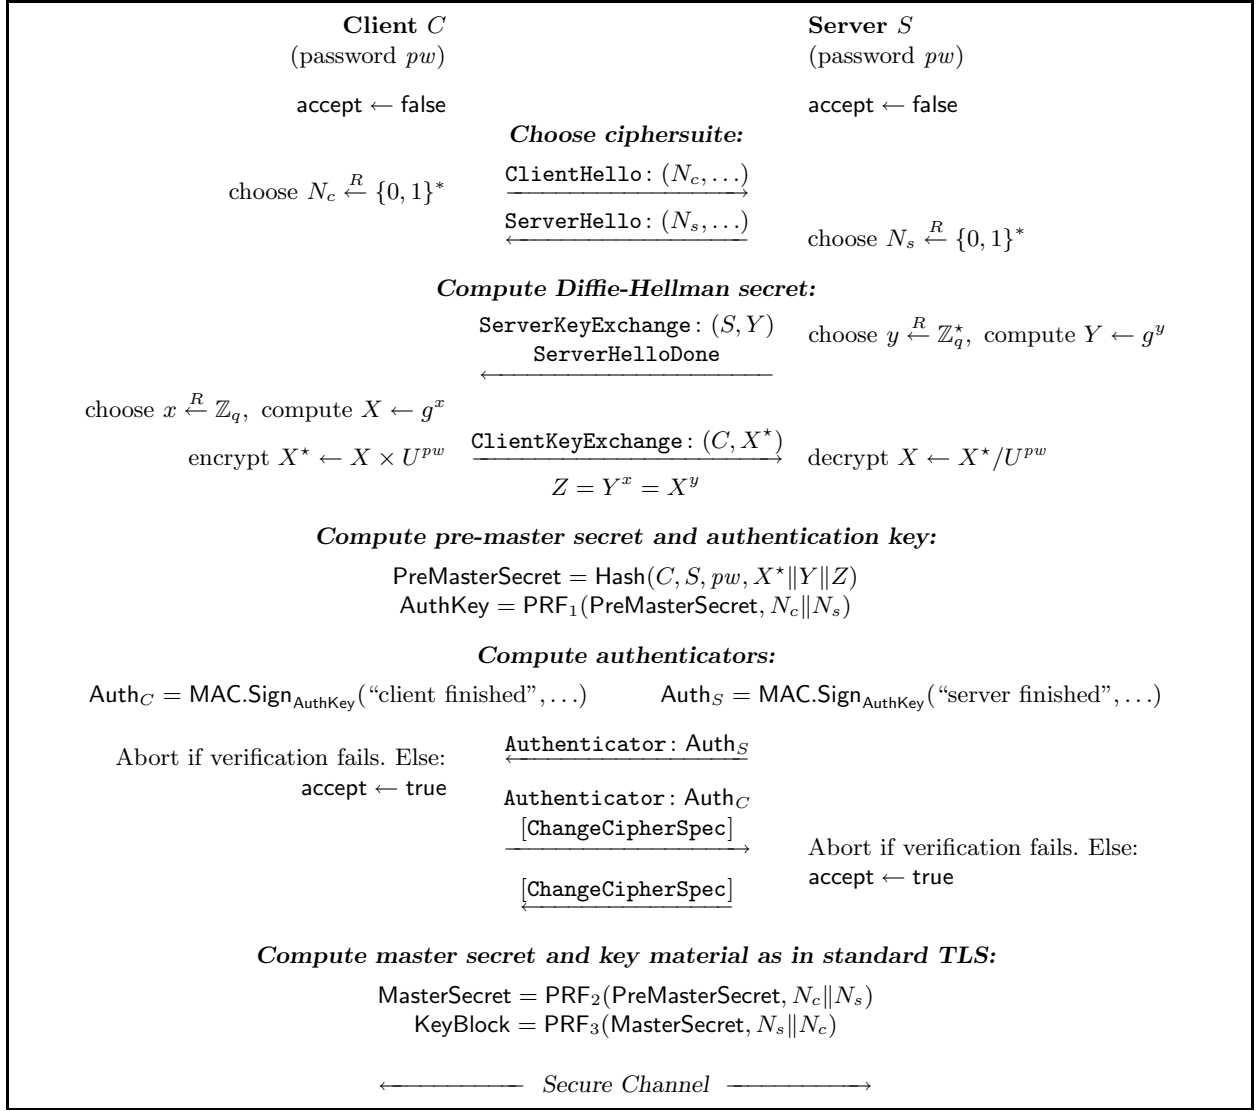 Client C Server S
(password pw) (password pw)
accept ← false accept ← false
Choose ciphersuite:
ClientHello: (N_c, …)
choose N_c ←^R {0, 1}^*
ServerHello: (N_s, …)
choose N_s ←^R {0, 1}^*
Compute Diffie-Hellman secret:
ServerKeyExchange: (S, Y) choose y ←^R ℤ_q^⋆, compute Y ← g^y
ServerHelloDone
choose x ←^R ℤ_q, compute X ← g^x
encrypt X^⋆ ← X × U^{pw} ClientKeyExchange: (C, X^⋆) decrypt X ← X^⋆/U^{pw}
Z = Y^x = X^y
Compute pre-master secret and authentication key:
PreMasterSecret = Hash(C, S, pw, X^⋆‖Y‖Z)
AuthKey = PRF_1(PreMasterSecret, N_c‖N_s)
Compute authenticators:
Auth_C = MAC.Sign_{AuthKey}(“client finished”, …) Auth_S = MAC.Sign_{AuthKey}(“server finished”, …)
Authenticator: Auth_S
Abort if verification fails. Else:
accept ← true
Authenticator: Auth_C
[ChangeCipherSpec]
Abort if verification fails. Else:
accept ← true
[ChangeCipherSpec]
Compute master secret and key material as in standard TLS:
MasterSecret = PRF_2(PreMasterSecret, N_c‖N_s)
KeyBlock = PRF_3(MasterSecret, N_s‖N_c)
Secure Channel